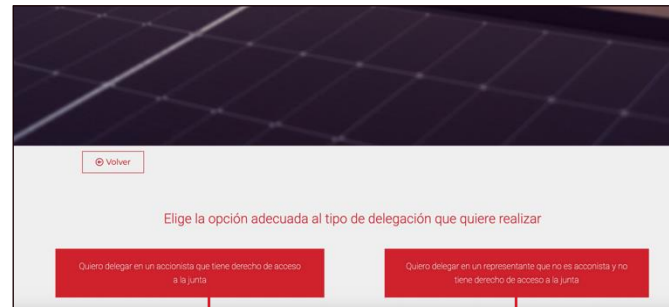 Volver
Elige la opción adecuada al tipo de delegación que quiere realizar
Quiero delegar en un accionista que tiene derecho de acceso
a la junta
Quiero delegar en un representante que no es acconista y no
tiene derecho de acceso a la junta